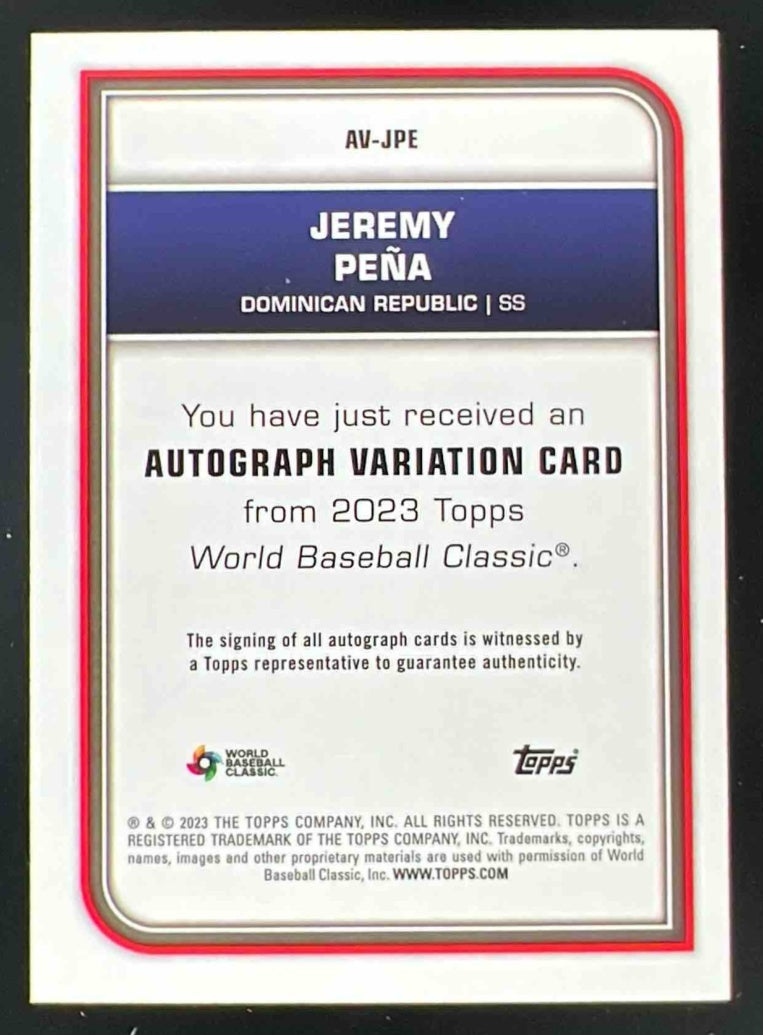 AV-JPE
JEREMY
PEÑA
DOMINICAN REPUBLIC | SS
You have just received an
AUTOGRAPH VARIATION CARD
from 2023 Topps
World Baseball Classic®.
The signing of all autograph cards is witnessed by
a Topps representative to guarantee authenticity.
WORLD
BASEBALL
CLASSIC
Topps
® & © 2023 THE TOPPS COMPANY, INC. ALL RIGHTS RESERVED. TOPPS IS A
REGISTERED TRADEMARK OF THE TOPPS COMPANY, INC. Trademarks, copyrights,
names, images and other proprietary materials are used with permission of World
Baseball Classic, Inc. WWW.TOPPS.COM